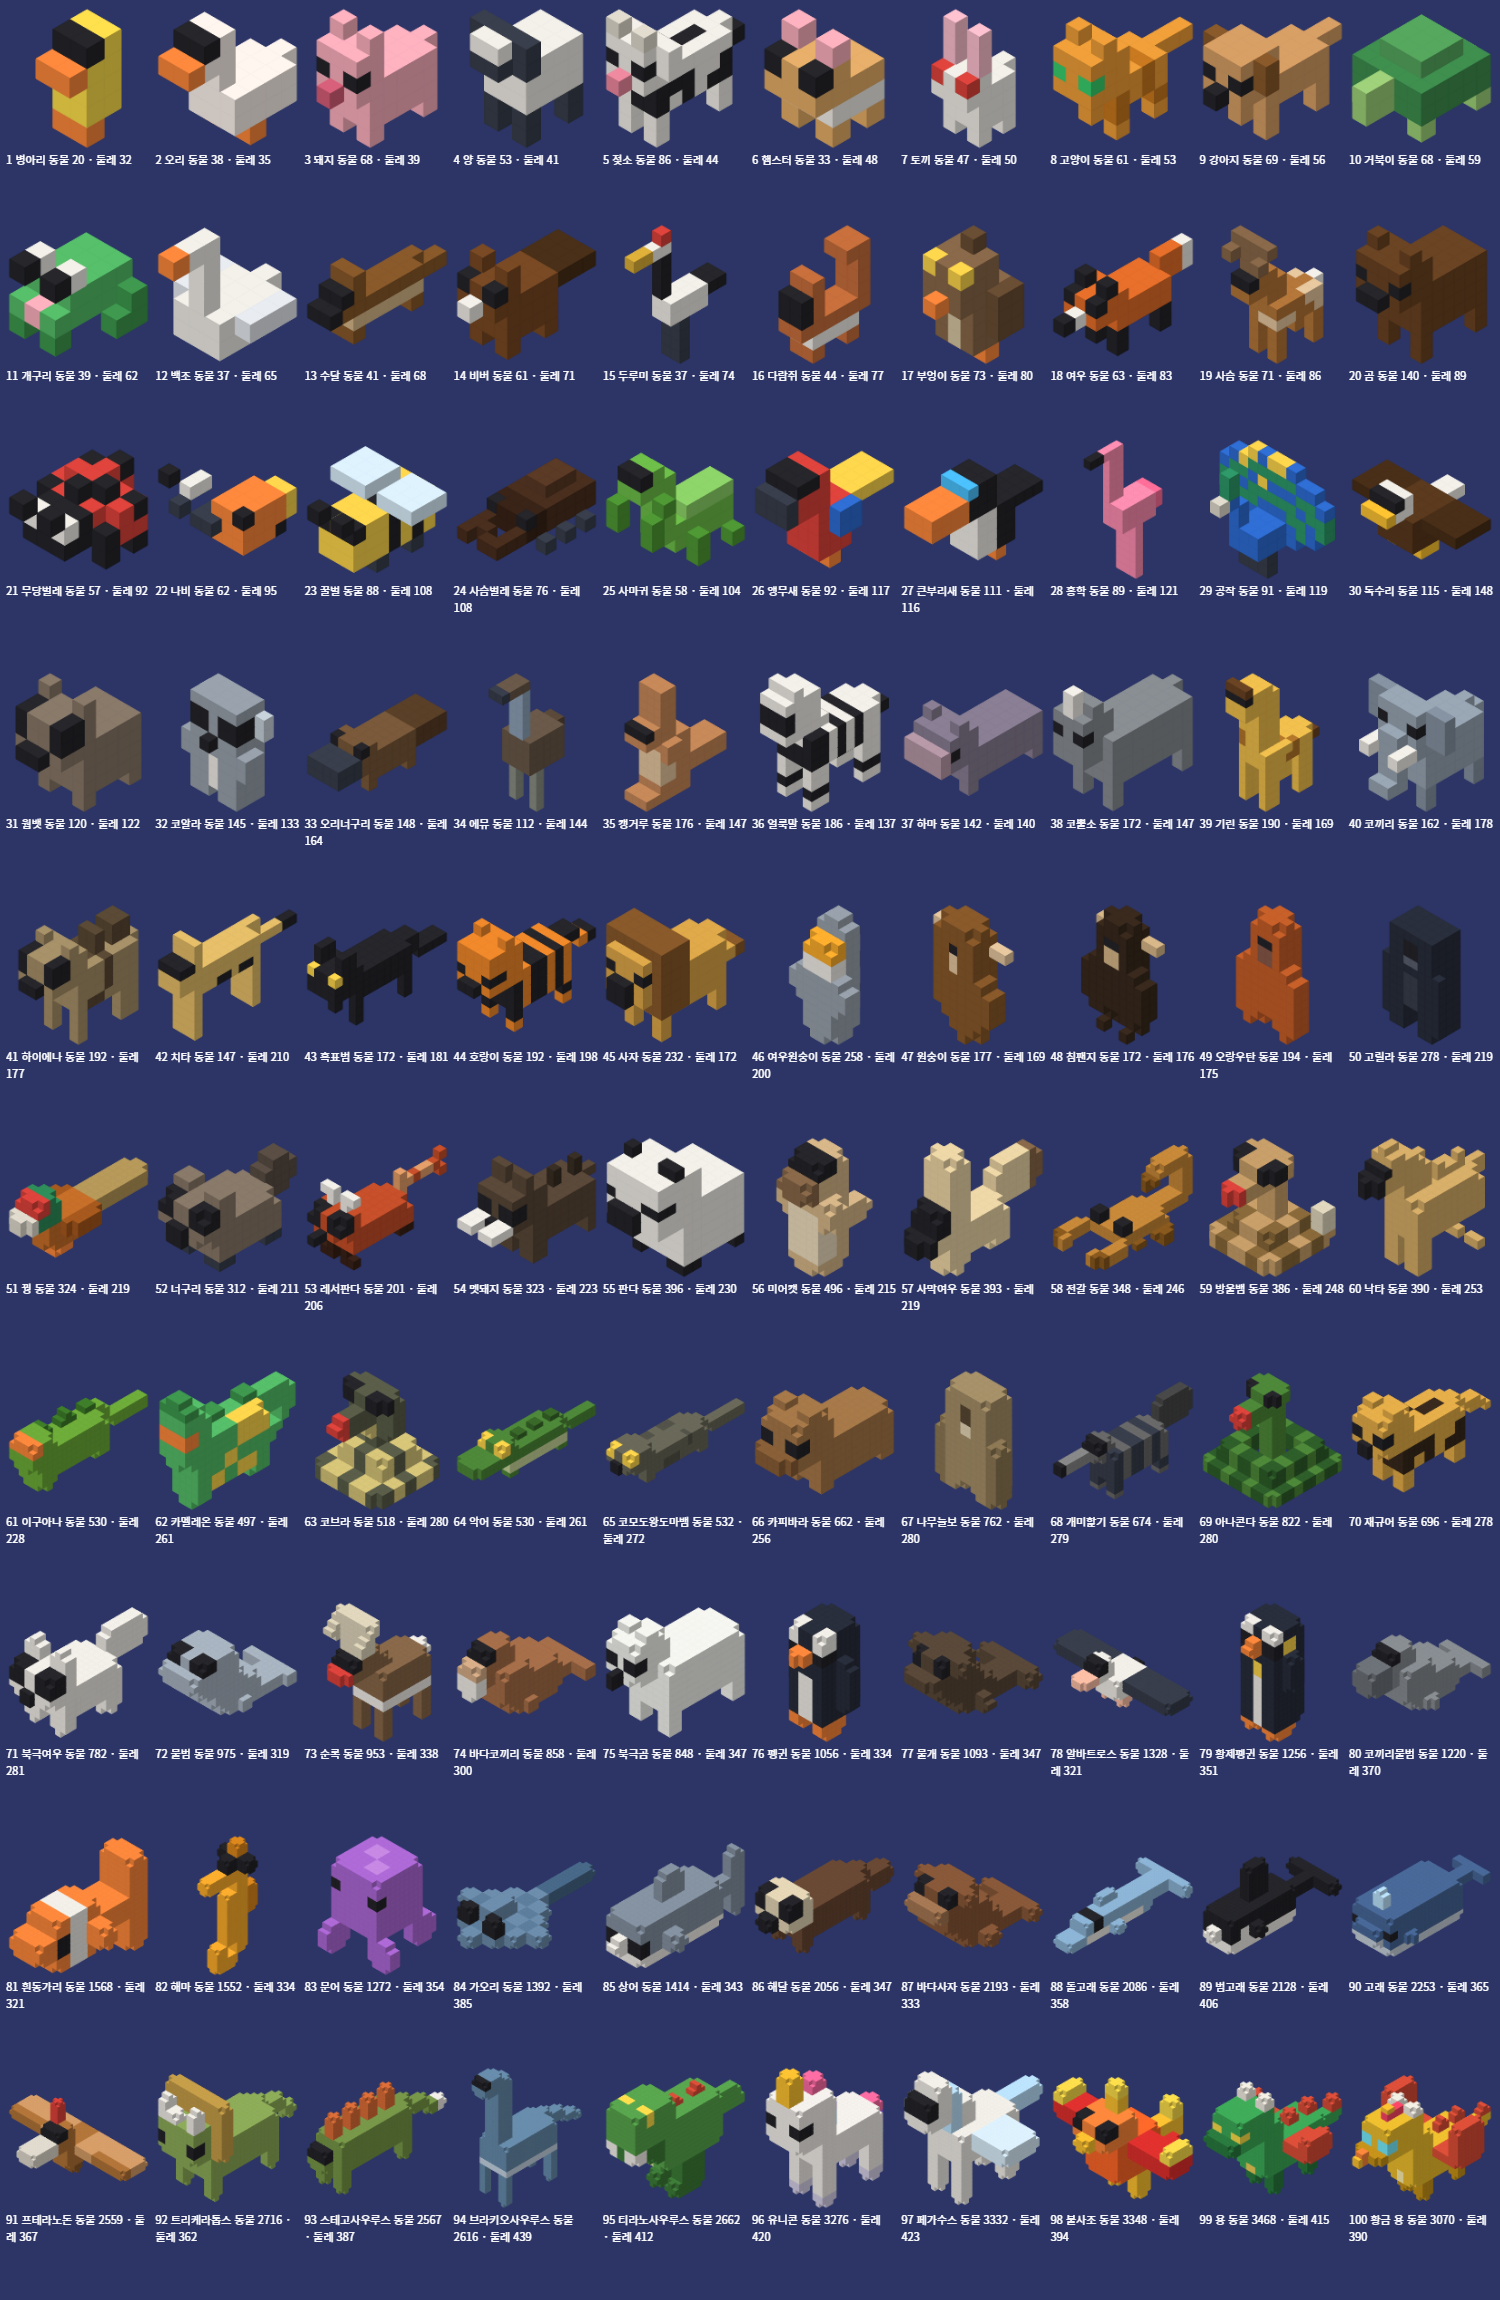 1 병아리 동물 20 · 둘레 32
2 오리 동물 38 · 둘레 35
3 돼지 동물 68 · 둘레 39
4 양 동물 53 · 둘레 41
5 젖소 동물 86 · 둘레 44
6 햄스터 동물 33 · 둘레 48
7 토끼 동물 47 · 둘레 50
8 고양이 동물 61 · 둘레 53
9 강아지 동물 69 · 둘레 56
10 거북이 동물 68 · 둘레 59
11 개구리 동물 39 · 둘레 62
12 백조 동물 37 · 둘레 65
13 수달 동물 41 · 둘레 68
14 비버 동물 61 · 둘레 71
15 두루미 동물 37 · 둘레 74
16 다람쥐 동물 44 · 둘레 77
17 부엉이 동물 73 · 둘레 80
18 여우 동물 63 · 둘레 83
19 사슴 동물 71 · 둘레 86
20 곰 동물 140 · 둘레 89
21 무당벌레 동물 57 · 둘레 92
22 나비 동물 62 · 둘레 95
23 꿀벌 동물 88 · 둘레 108
24 사슴벌레 동물 76 · 둘레
108
25 사마귀 동물 58 · 둘레 104
26 앵무새 동물 92 · 둘레 117
27 큰부리새 동물 111 · 둘레
116
28 홍학 동물 89 · 둘레 121
29 공작 동물 91 · 둘레 119
30 독수리 동물 115 · 둘레 148
31 웜뱃 동물 120 · 둘레 122
32 코알라 동물 145 · 둘레 133
33 오리너구리 동물 148 · 둘레
164
34 에뮤 동물 112 · 둘레 144
35 캥거루 동물 176 · 둘레 147
36 얼룩말 동물 186 · 둘레 137
37 하마 동물 142 · 둘레 140
38 코뿔소 동물 172 · 둘레 147
39 기린 동물 190 · 둘레 169
40 코끼리 동물 162 · 둘레 178
41 하이에나 동물 192 · 둘레
177
42 치타 동물 147 · 둘레 210
43 흑표범 동물 172 · 둘레 181
44 호랑이 동물 192 · 둘레 198
45 사자 동물 232 · 둘레 172
46 여우원숭이 동물 258 · 둘레
200
47 원숭이 동물 177 · 둘레 169
48 침팬지 동물 172 · 둘레 176
49 오랑우탄 동물 194 · 둘레
175
50 고릴라 동물 278 · 둘레 219
51 꿩 동물 324 · 둘레 219
52 너구리 동물 312 · 둘레 211
53 레서판다 동물 201 · 둘레
206
54 멧돼지 동물 323 · 둘레 223
55 판다 동물 396 · 둘레 230
56 미어캣 동물 496 · 둘레 215
57 사막여우 동물 393 · 둘레
219
58 전갈 동물 348 · 둘레 246
59 방울뱀 동물 386 · 둘레 248
60 낙타 동물 390 · 둘레 253
61 이구아나 동물 530 · 둘레
228
62 카멜레온 동물 497 · 둘레
261
63 코브라 동물 518 · 둘레 280
64 악어 동물 530 · 둘레 261
65 코모도왕도마뱀 동물 532 ·
둘레 272
66 카피바라 동물 662 · 둘레
256
67 나무늘보 동물 762 · 둘레
280
68 개미핥기 동물 674 · 둘레
279
69 아나콘다 동물 822 · 둘레
280
70 재규어 동물 696 · 둘레 278
71 북극여우 동물 782 · 둘레
281
72 물범 동물 975 · 둘레 319
73 순록 동물 953 · 둘레 338
74 바다코끼리 동물 858 · 둘레
300
75 북극곰 동물 848 · 둘레 347
76 펭귄 동물 1056 · 둘레 334
77 물개 동물 1093 · 둘레 347
78 알바트로스 동물 1328 · 둘
레 321
79 황제펭귄 동물 1256 · 둘레
351
80 코끼리물범 동물 1220 · 둘
레 370
81 흰동가리 동물 1568 · 둘레
321
82 해마 동물 1552 · 둘레 334
83 문어 동물 1272 · 둘레 354
84 가오리 동물 1392 · 둘레
385
85 상어 동물 1414 · 둘레 343
86 해달 동물 2056 · 둘레 347
87 바다사자 동물 2193 · 둘레
333
88 돌고래 동물 2086 · 둘레
358
89 범고래 동물 2128 · 둘레
406
90 고래 동물 2253 · 둘레 365
91 프테라노돈 동물 2559 · 둘
레 367
92 트리케라톱스 동물 2716 ·
둘레 362
93 스테고사우루스 동물 2567
· 둘레 387
94 브라키오사우루스 동물
2616 · 둘레 439
95 티라노사우루스 동물 2662
· 둘레 412
96 유니콘 동물 3276 · 둘레
420
97 페가수스 동물 3332 · 둘레
423
98 불사조 동물 3348 · 둘레
394
99 용 동물 3468 · 둘레 415
100 황금 용 동물 3070 · 둘레
390